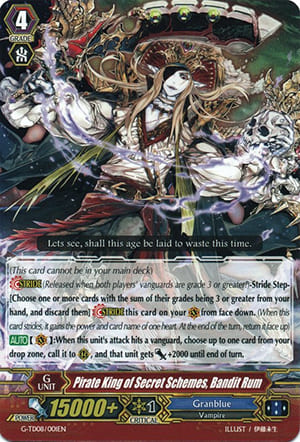 4
GRADE
Lets see, shall this age be laid to waste this time.
(This card cannot be in your main deck)
STRIDE (Released when both players' vanguards are grade 3 or greater!)-Stride Step-
[Choose one or more cards with the sum of their grades being 3 or greater from your
hand, and discard them] STRIDE this card on your from face down. (When this
card strides, it gains the power and card name of one heart. At the end of the turn, return it face up)
AUTO [ ]:When this unit's attack hits a vanguard, choose up to one card from your
drop zone, call it to , and that unit gets +2000 until end of turn.
G
UNIT
Pirate King of Secret Schemes, Bandit Rum
POWER 15000+ 1 CRITICAL
Granblue
Vampire
G-TD08/001EN
ILLUST / 伊藤未生